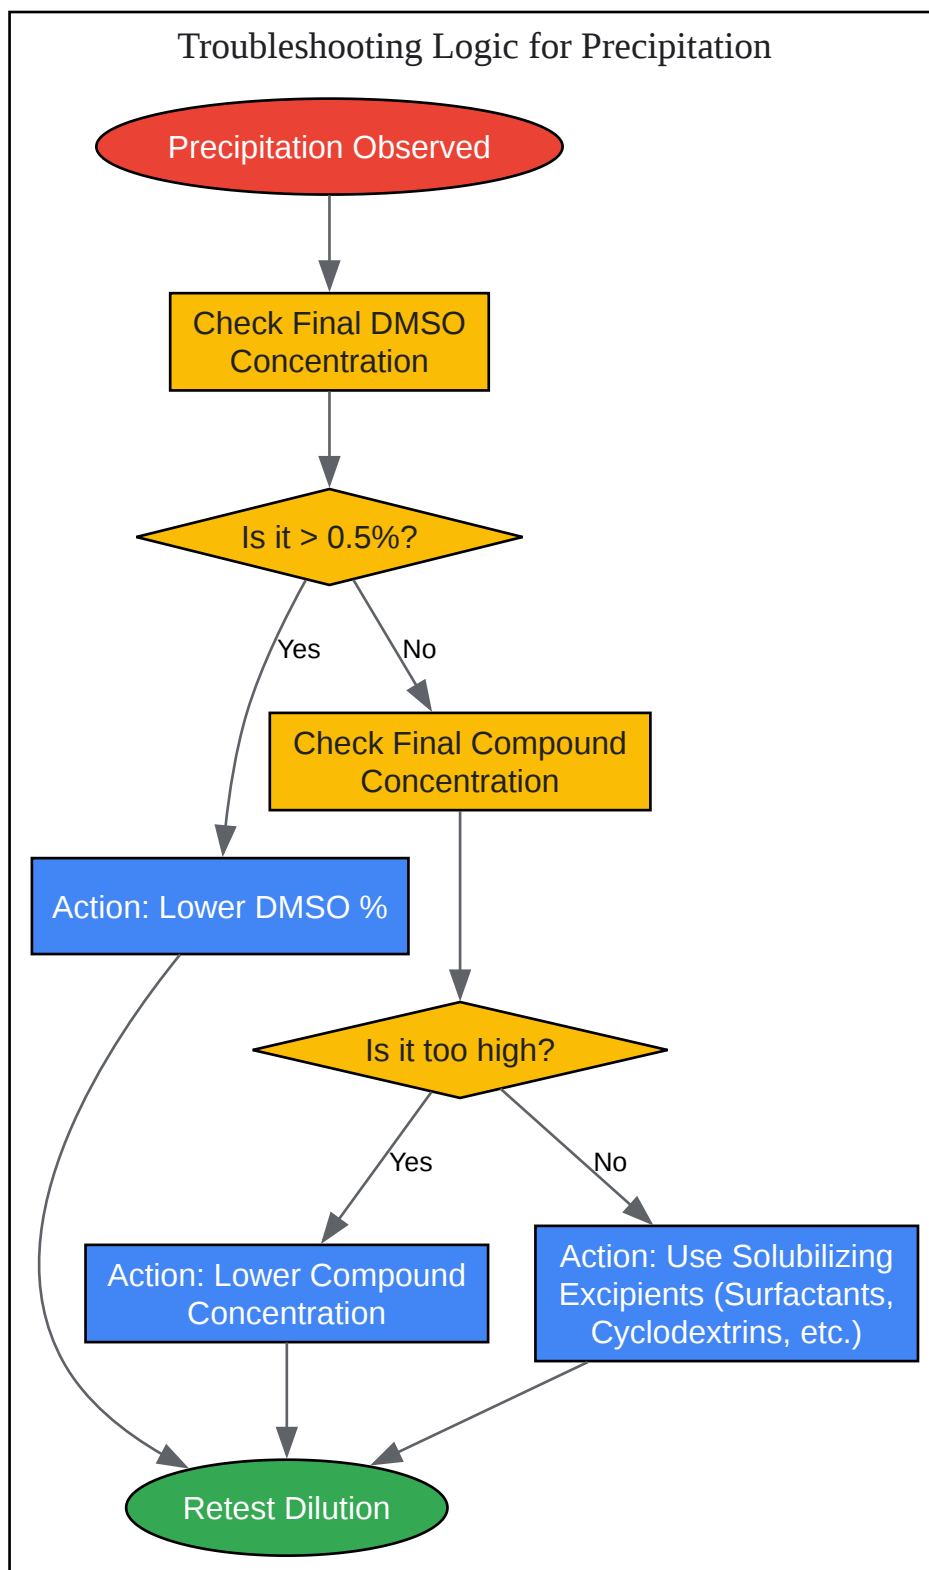 Troubleshooting Logic for Precipitation
Precipitation Observed
Check Final DMSO
Concentration
Is it > 0.5%?
Yes
No
Check Final Compound
Concentration
Action: Lower DMSO %
Is it too high?
Yes
No
Action: Lower Compound
Concentration
Action: Use Solubilizing
Excipients (Surfactants,
Cyclodextrins, etc.)
Retest Dilution